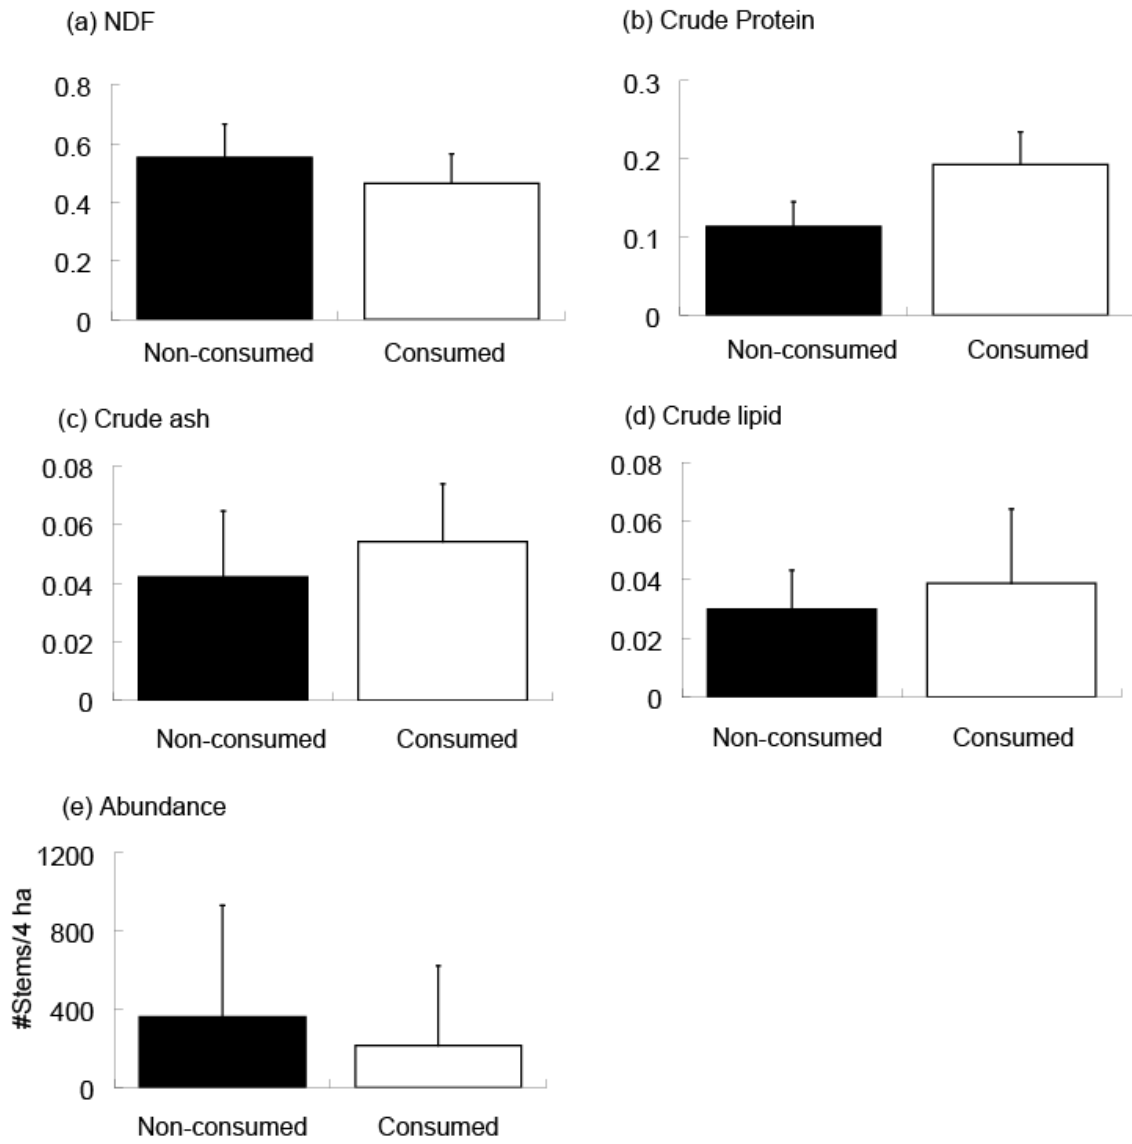 (a) NDF
0.8
0.6
0.4
0.2
0
Non-consumed Consumed
(b) Crude Protein
0.3
0.2
0.1
0
Non-consumed Consumed
(c) Crude ash
0.08
0.06
0.04
0.02
0
Non-consumed Consumed
(d) Crude lipid
0.08
0.06
0.04
0.02
0
Non-consumed Consumed
(e) Abundance
#Stems/4 ha
1200
800
400
0
Non-consumed Consumed